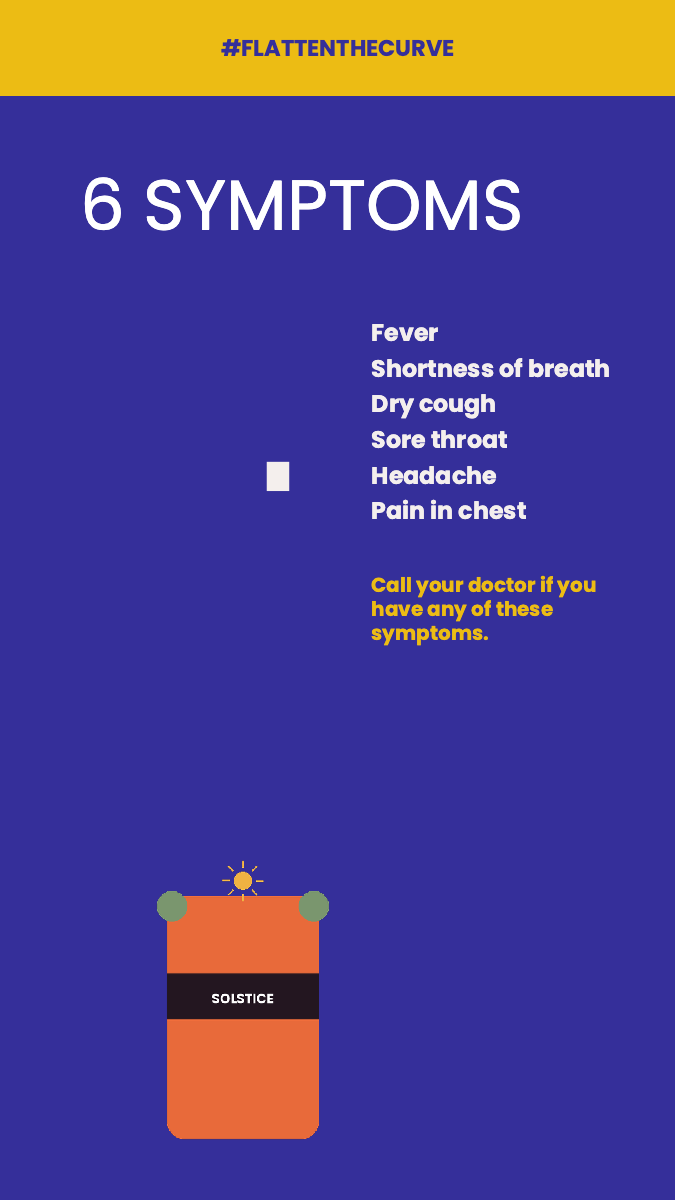 #FLATTENTHECURVE
6 SYMPTOMS
Fever
Shortness of breath
Dry cough
Sore throat
Headache
Pain in chest
Call your doctor if you
have any of these
symptoms.
SOLSTICE